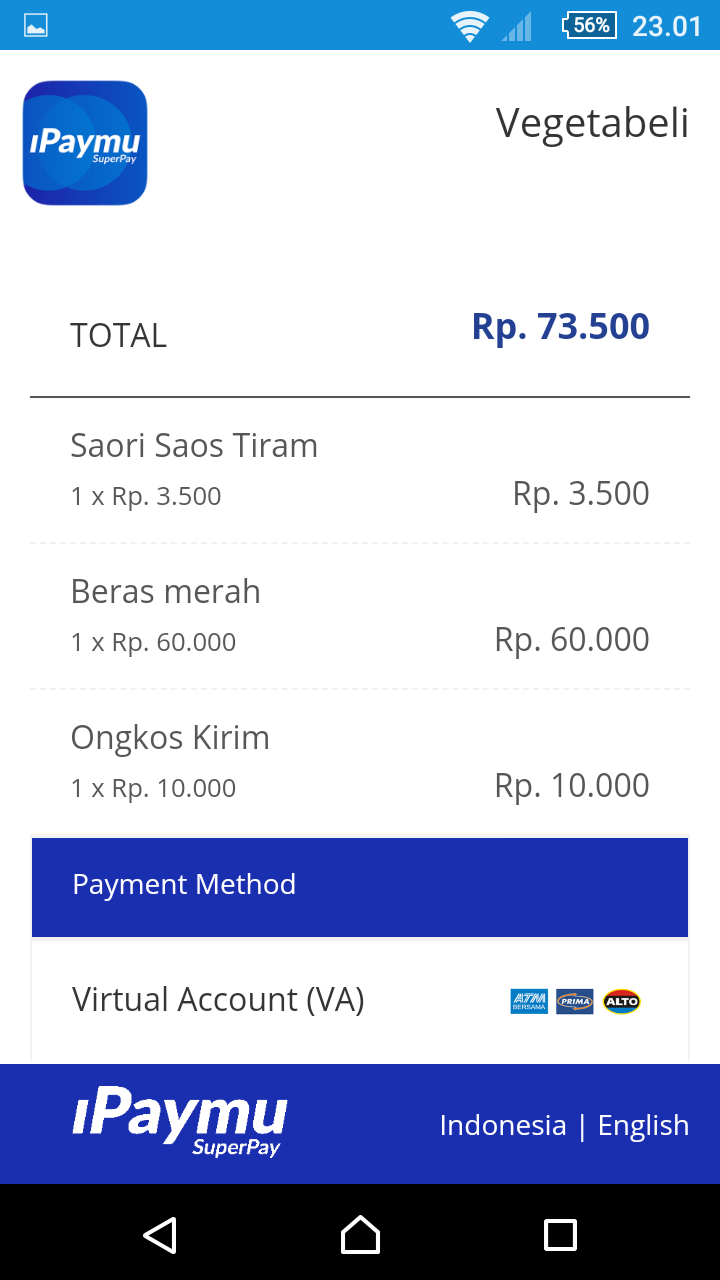 56% 23.01
iPaymu
SuperPay
Vegetabeli
TOTAL
Rp. 73.500
Saori Saos Tiram
1 x Rp. 3.500
Rp. 3.500
Beras merah
1 x Rp. 60.000
Rp. 60.000
Ongkos Kirim
1 x Rp. 10.000
Rp. 10.000
Payment Method
Virtual Account (VA)
ATM
BERSAMA
PRIMA
ALTO
iPaymu
SuperPay
Indonesia | English